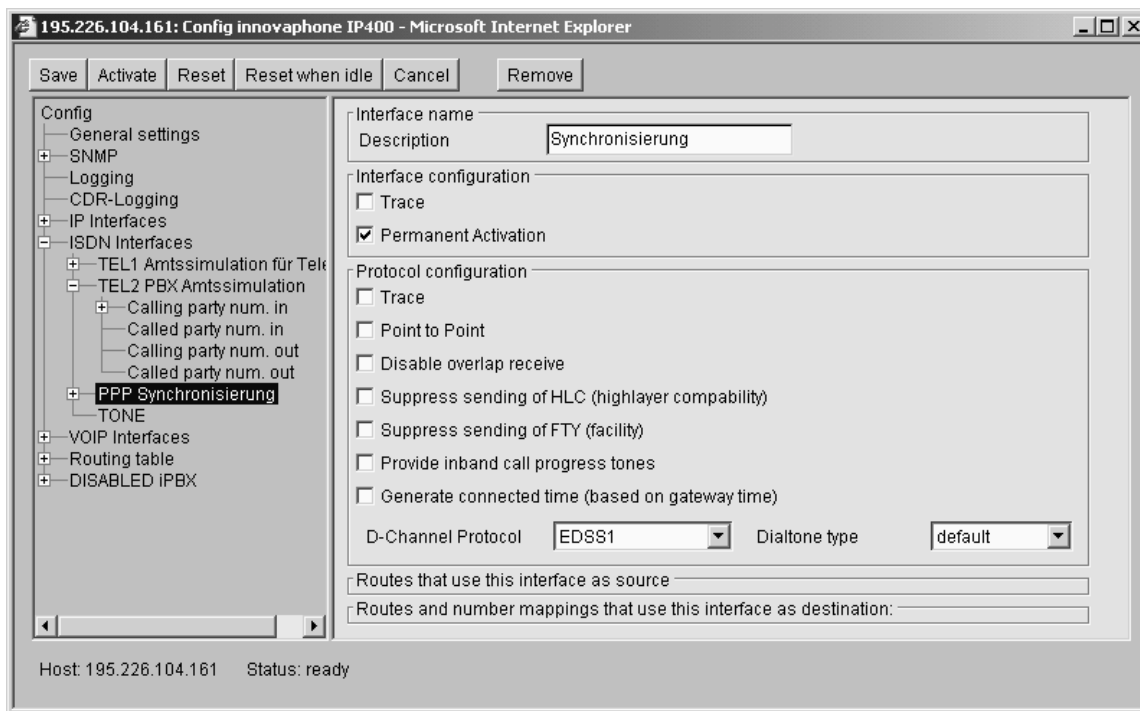 195.226.104.161: Config innovaphone IP400 - Microsoft Internet Explorer
Save Activate Reset Reset when idle Cancel Remove
Config
General settings
SNMP
Logging
CDR-Logging
IP Interfaces
ISDN Interfaces
TEL1 Amtssimulation für Tele
TEL2 PBX Amtssimulation
Calling party num. in
Called party num. in
Calling party num. out
Called party num. out
PPP Synchronisierung
TONE
VOIP Interfaces
Routing table
DISABLED iPBX
Interface name
Description Synchronisierung
Interface configuration
Trace
Permanent Activation
Protocol configuration
Trace
Point to Point
Disable overlap receive
Suppress sending of HLC (highlayer compability)
Suppress sending of FTY (facility)
Provide inband call progress tones
Generate connected time (based on gateway time)
D-Channel Protocol EDSS1 Dialtone type default
Routes that use this interface as source
Routes and number mappings that use this interface as destination:
Host: 195.226.104.161 Status: ready